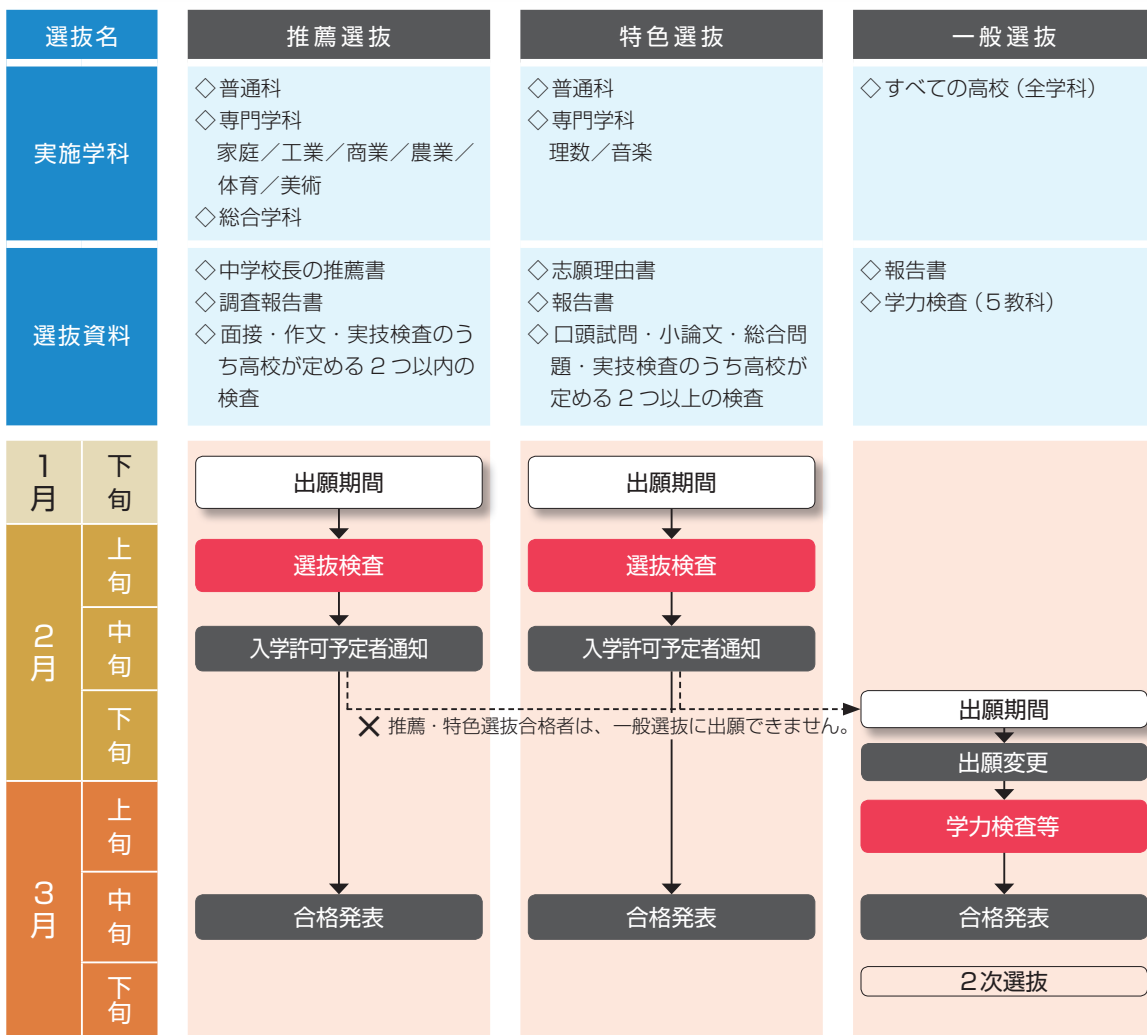 選抜名
推薦選抜
特色選抜
一般選抜
実施学科
◇普通科
◇専門学科
家庭／工業／商業／農業／
体育／美術
◇総合学科
◇普通科
◇専門学科
理数／音楽
◇すべての高校（全学科）
選抜資料
◇中学校長の推薦書
◇調査報告書
◇面接・作文・実技検査のう
ち高校が定める２つ以内の
検査
◇志願理由書
◇報告書
◇口頭試問・小論文・総合問
題・実技検査のうち高校が
定める２つ以上の検査
◇報告書
◇学力検査（５教科）
1月
下旬
出願期間
出願期間
2月
上旬
選抜検査
選抜検査
中旬
入学許可予定者通知
入学許可予定者通知
下旬
✕ 推薦・特色選抜合格者は、一般選抜に出願できません。
出願期間
出願変更
3月
上旬
学力検査等
中旬
合格発表
合格発表
合格発表
下旬
２次選抜